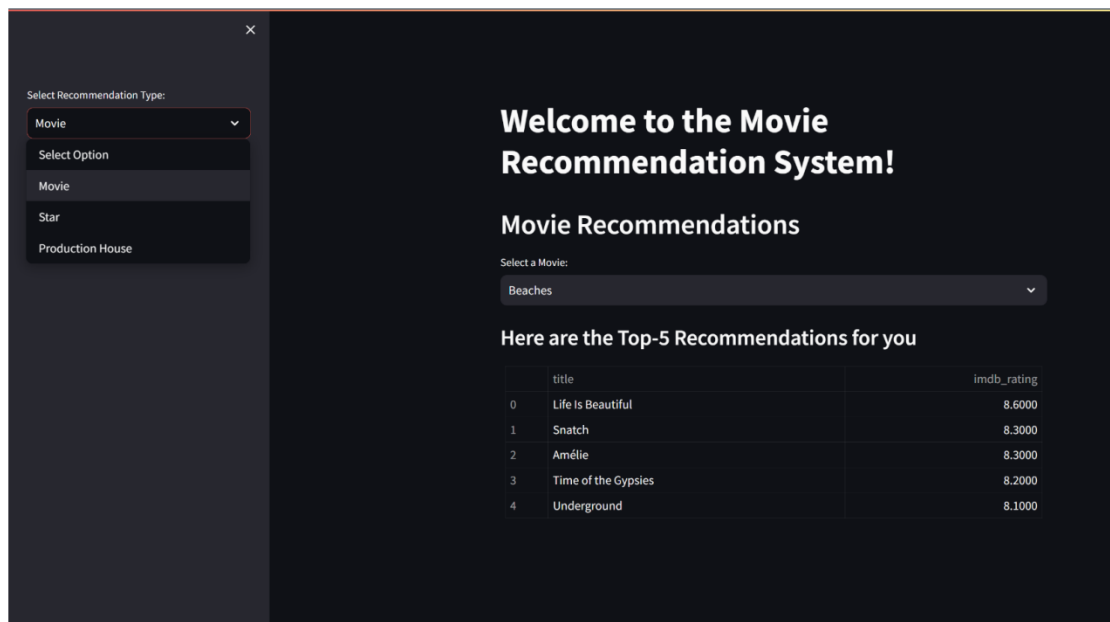 Select Recommendation Type:
Movie
Select Option
Movie
Star
Production House
Welcome to the Movie
Recommendation System!
Movie Recommendations
Select a Movie:
Beaches
Here are the Top-5 Recommendations for you
title imdb_rating
0 Life Is Beautiful 8.6000
1 Snatch 8.3000
2 Amélie 8.3000
3 Time of the Gypsies 8.2000
4 Underground 8.1000